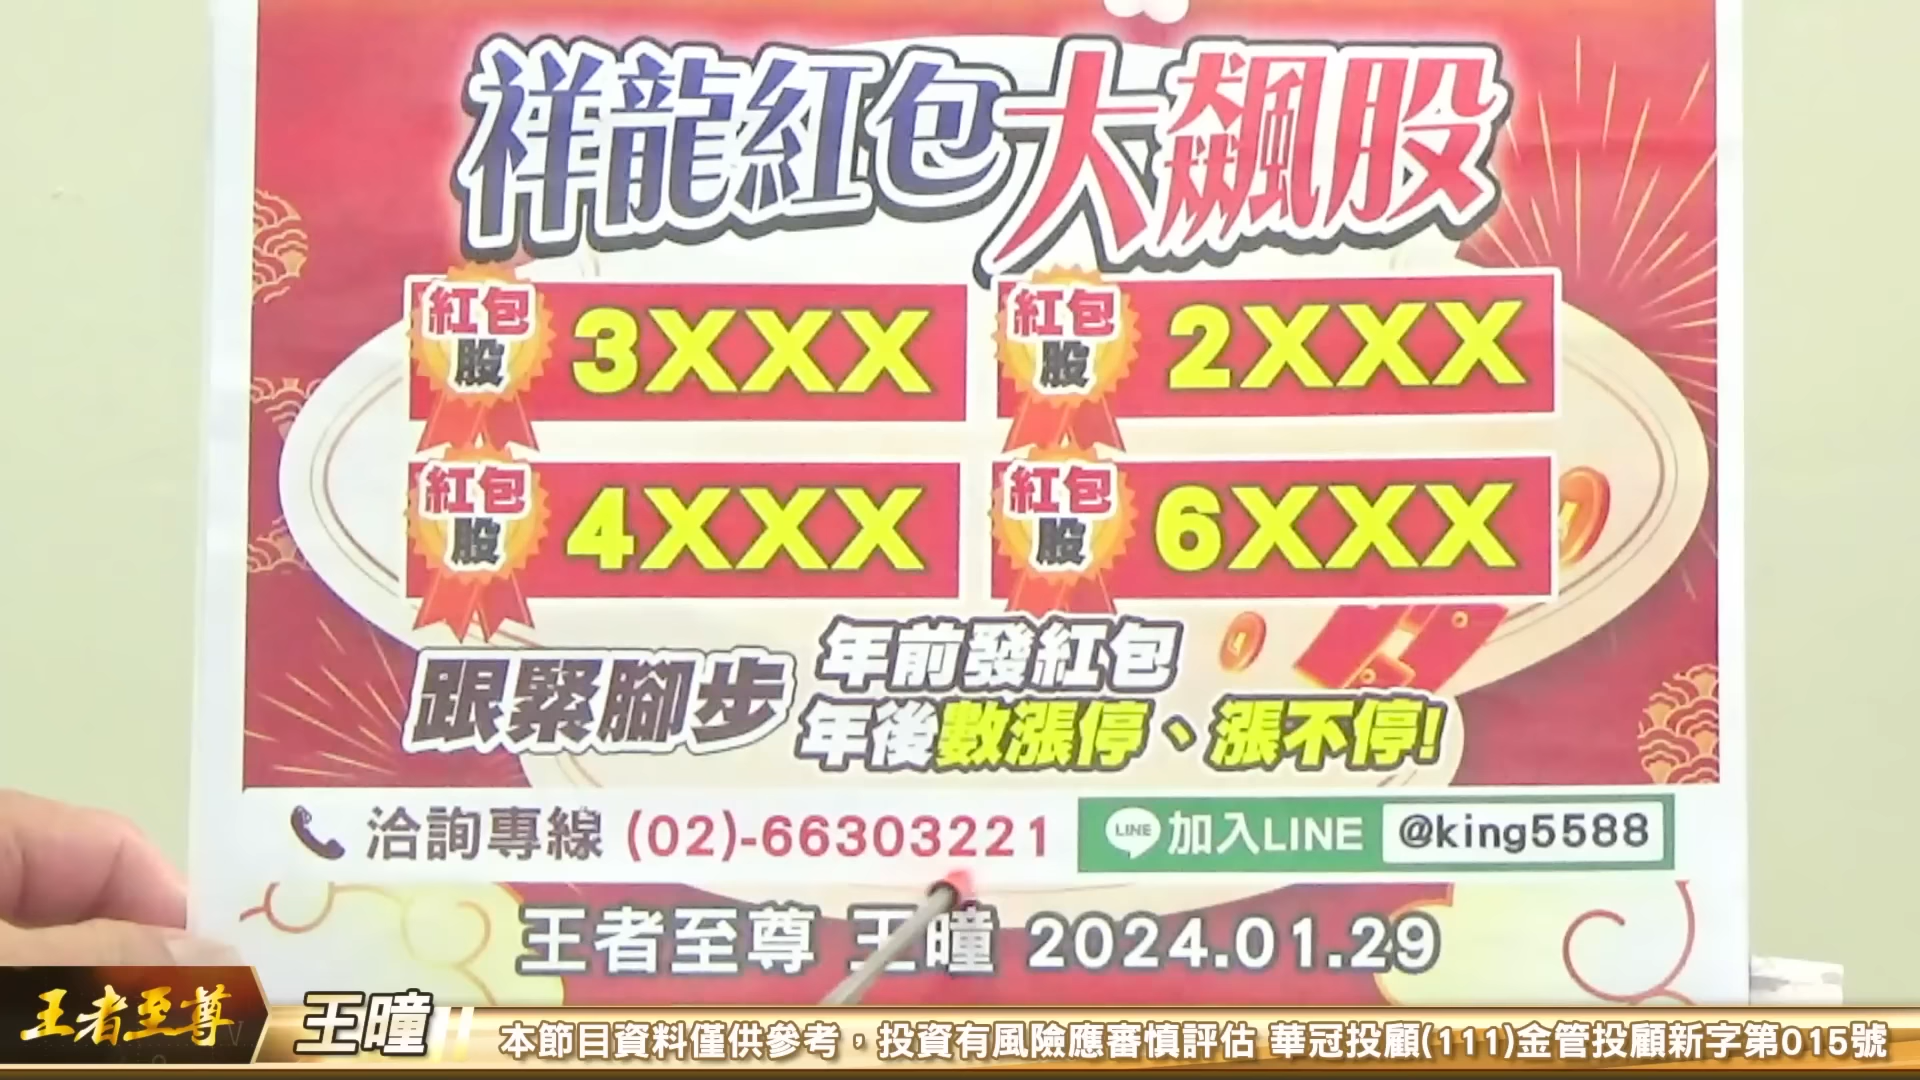 祥龍紅包大飆股
紅包股 3XXX
紅包股 2XXX
紅包股 4XXX
紅包股 6XXX
跟緊腳步
年前發紅包
年後數漲停、漲不停!
洽詢專線 (02)-66303221
LINE 加入LINE @king5588
王者至尊 王曈 2024.01.29
王者至尊
王曈
本節目資料僅供參考，投資有風險應審慎評估 華冠投顧(111)金管投顧新字第015號